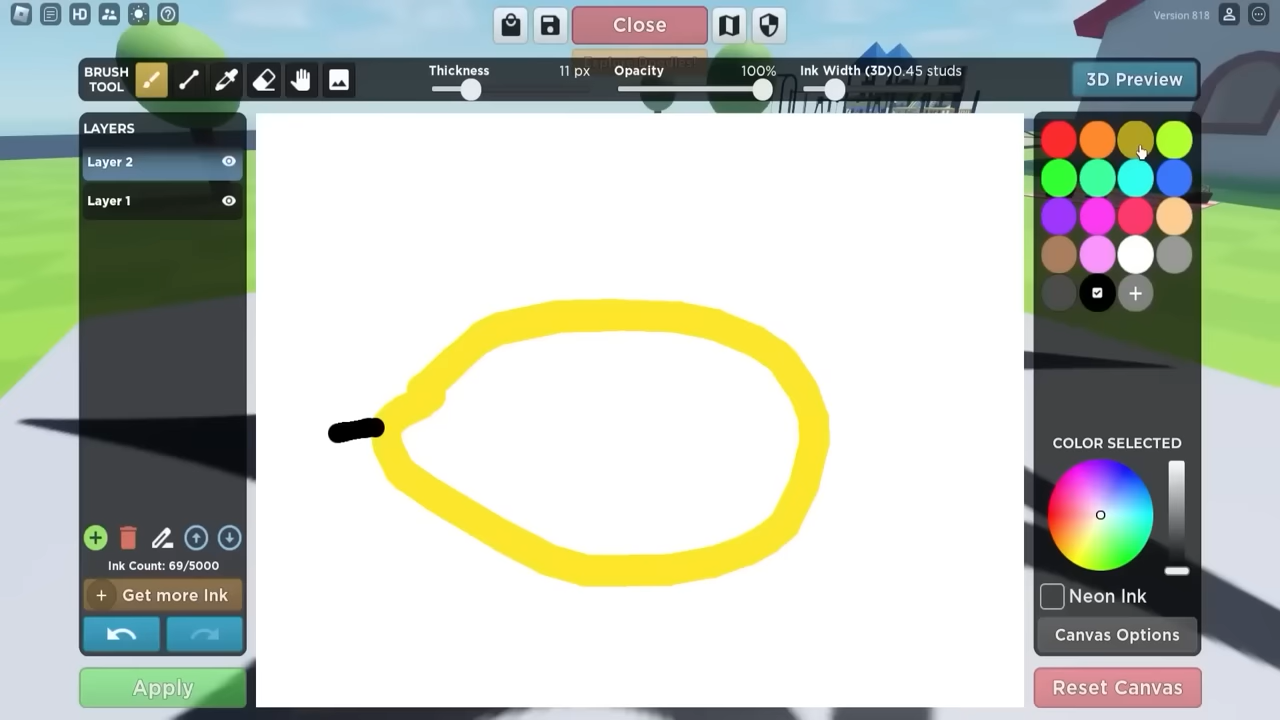 Version 818
HD
Close
BRUSH
TOOL
Thickness
11 px
Opacity
100%
Ink Width (3D)0.45 studs
3D Preview
LAYERS
Layer 2
Layer 1
Ink Count: 69/5000
+ Get more Ink
Apply
COLOR SELECTED
Neon Ink
Canvas Options
Reset Canvas